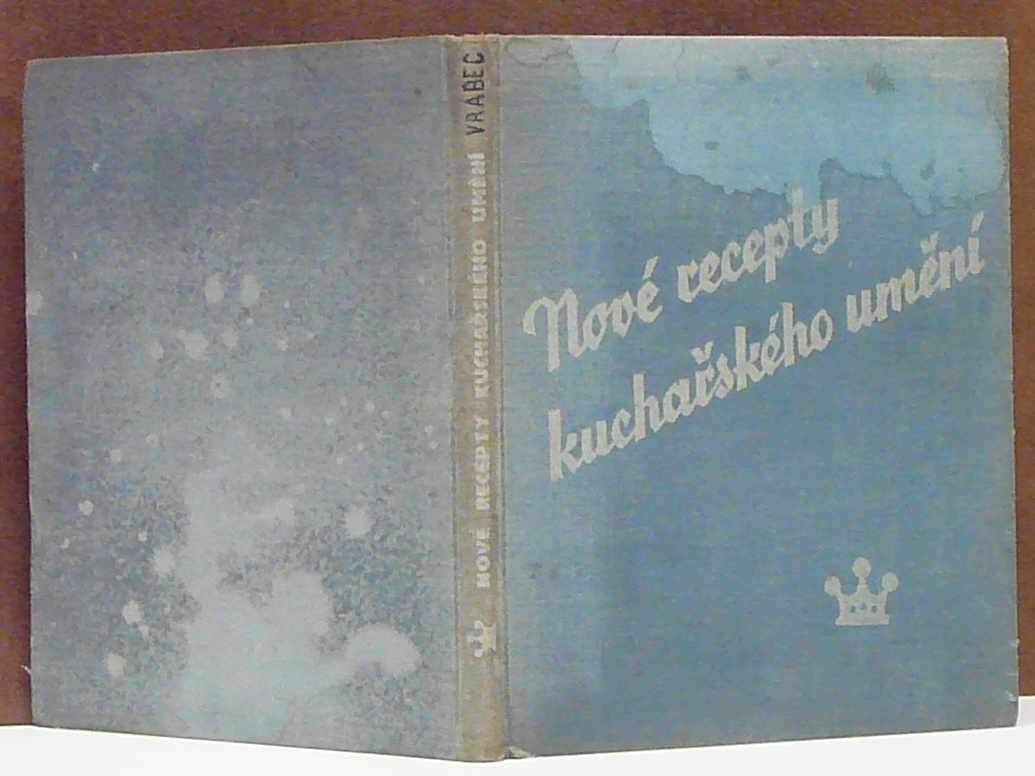 VRABEC
NOVÉ RECEPTY KUCHAŘSKÉHO UMĚNÍ
Nové recepty
kuchařského umění